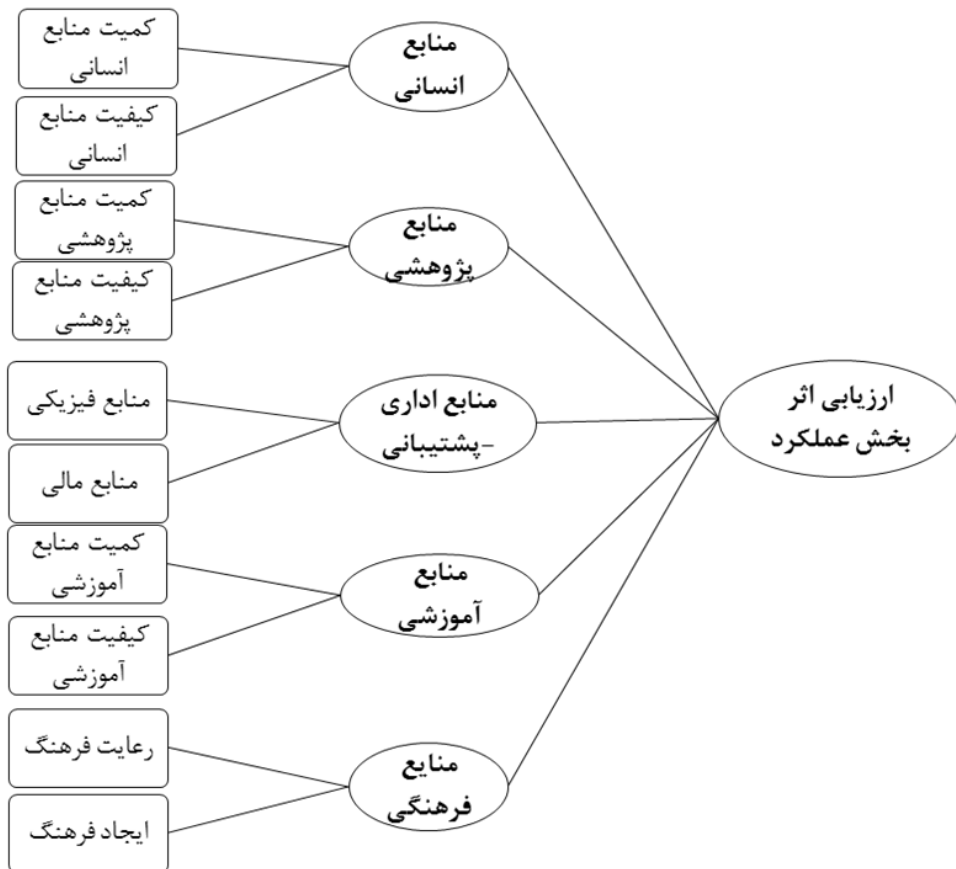 ارزیابی اثر
بخش عملکرد
منابع
انسانی
کمیت منابع
انسانی
کیفیت منابع
انسانی
منابع
پژوهشی
کمیت منابع
پژوهشی
کیفیت منابع
پژوهشی
منابع اداری
-پشتیبانی
منابع فیزیکی
منابع مالی
منابع
آموزشی
کمیت منابع
آموزشی
کیفیت منابع
آموزشی
منایع
فرهنگی
رعایت فرهنگ
ایجاد فرهنگ